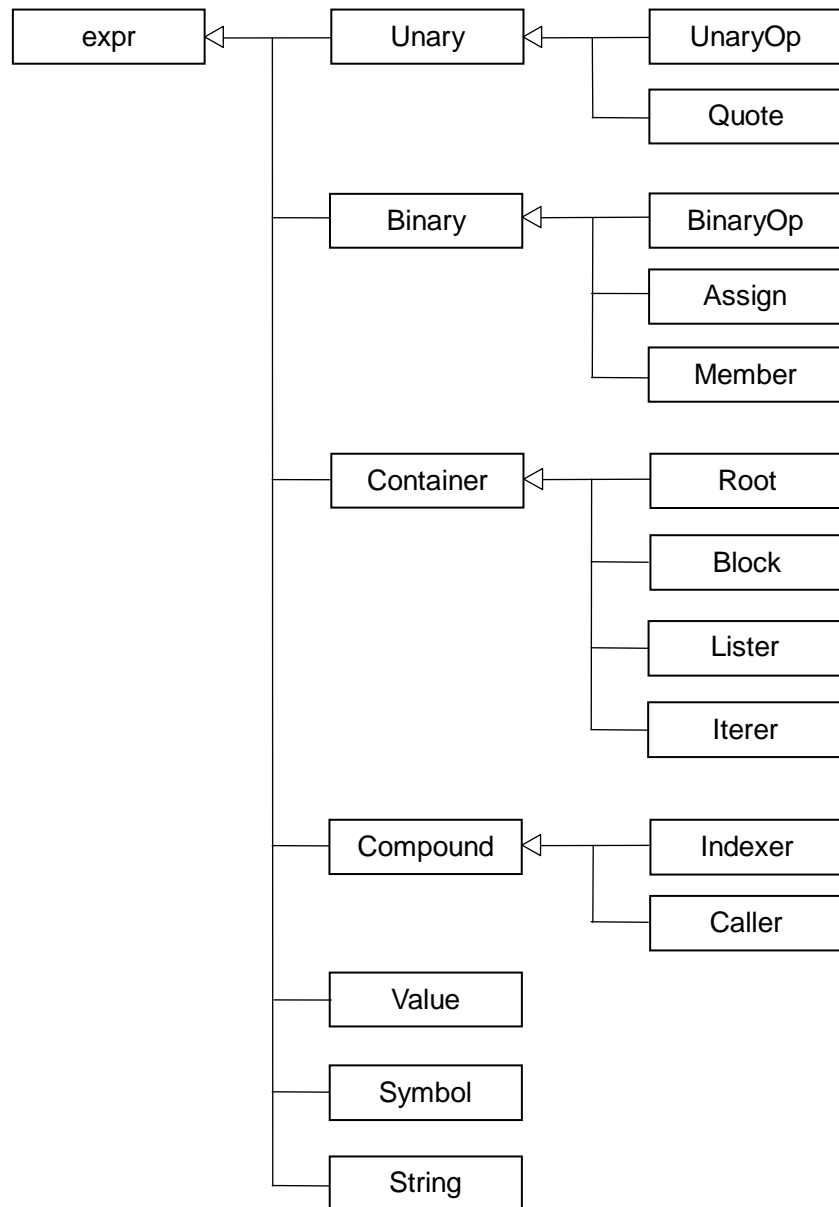 expr
Unary
UnaryOp
Quote
Binary
BinaryOp
Assign
Member
Container
Root
Block
Lister
Iterer
Compound
Indexer
Caller
Value
Symbol
String